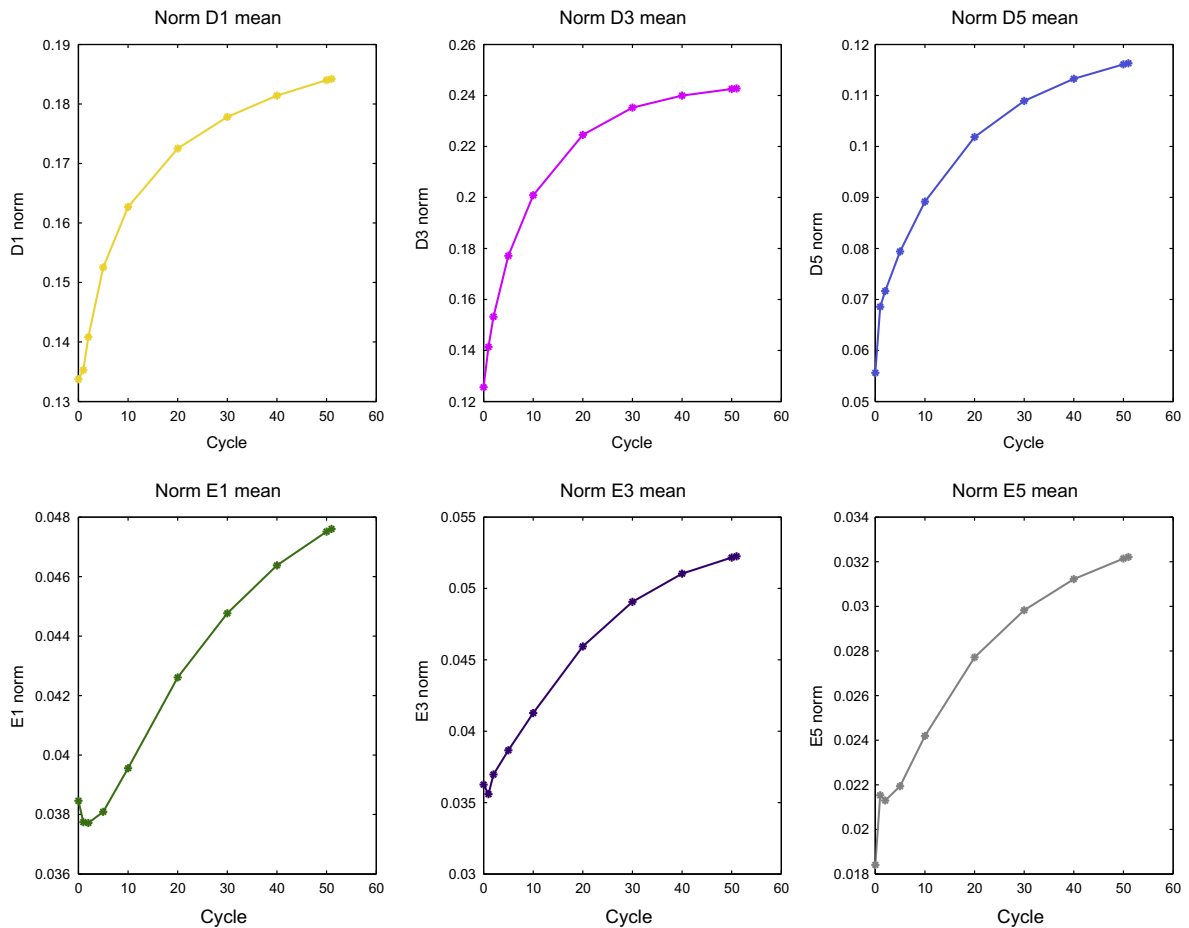 Norm D1 mean
0.19
0.18
0.17
0.16
0.15
0.14
0.13
D1 norm
0 10 20 30 40 50 60
Cycle
Norm D3 mean
0.26
0.24
0.22
0.2
0.18
0.16
0.14
0.12
D3 norm
0 10 20 30 40 50 60
Cycle
Norm D5 mean
0.12
0.11
0.1
0.09
0.08
0.07
0.06
0.05
D5 norm
0 10 20 30 40 50 60
Cycle
Norm E1 mean
0.048
0.046
0.044
0.042
0.04
0.038
0.036
E1 norm
0 10 20 30 40 50 60
Cycle
Norm E3 mean
0.055
0.05
0.045
0.04
0.035
0.03
E3 norm
0 10 20 30 40 50 60
Cycle
Norm E5 mean
0.034
0.032
0.03
0.028
0.026
0.024
0.022
0.02
0.018
E5 norm
0 10 20 30 40 50 60
Cycle